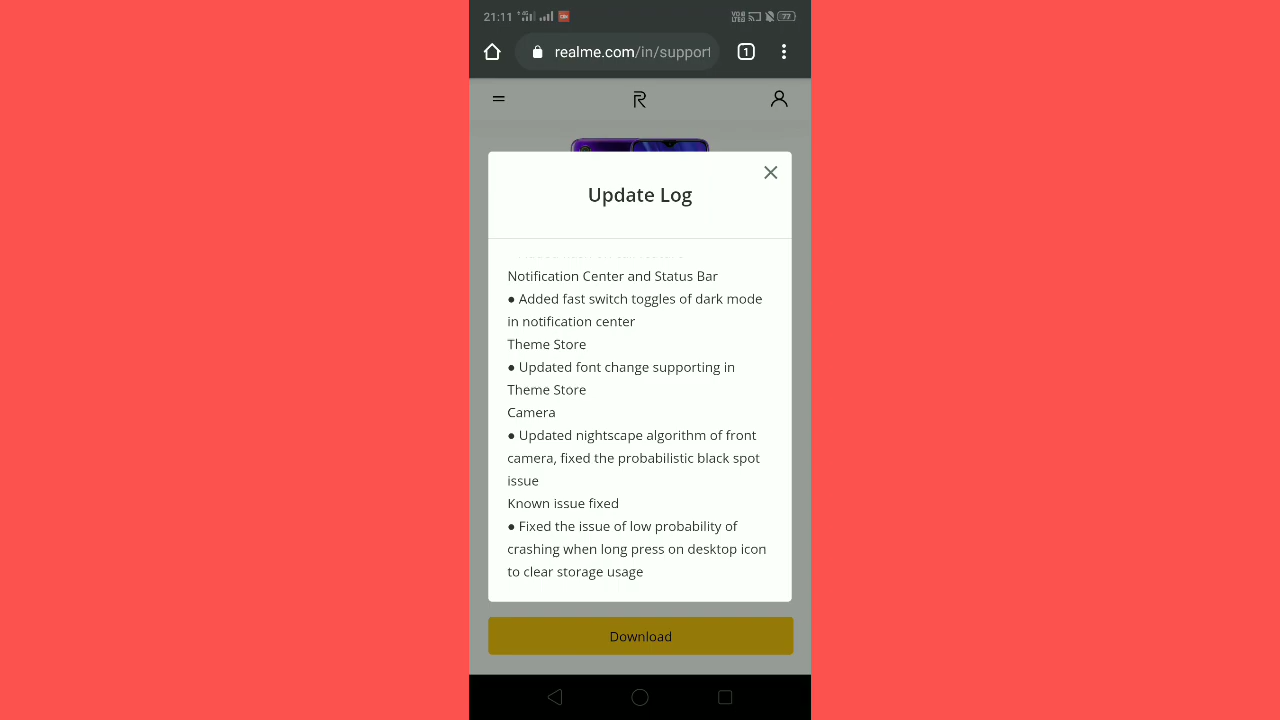 21:11
77
realme.com/in/support
1
Update Log
Notification Center and Status Bar
● Added fast switch toggles of dark mode
in notification center
Theme Store
● Updated font change supporting in
Theme Store
Camera
● Updated nightscape algorithm of front
camera, fixed the probabilistic black spot
issue
Known issue fixed
● Fixed the issue of low probability of
crashing when long press on desktop icon
to clear storage usage
Download